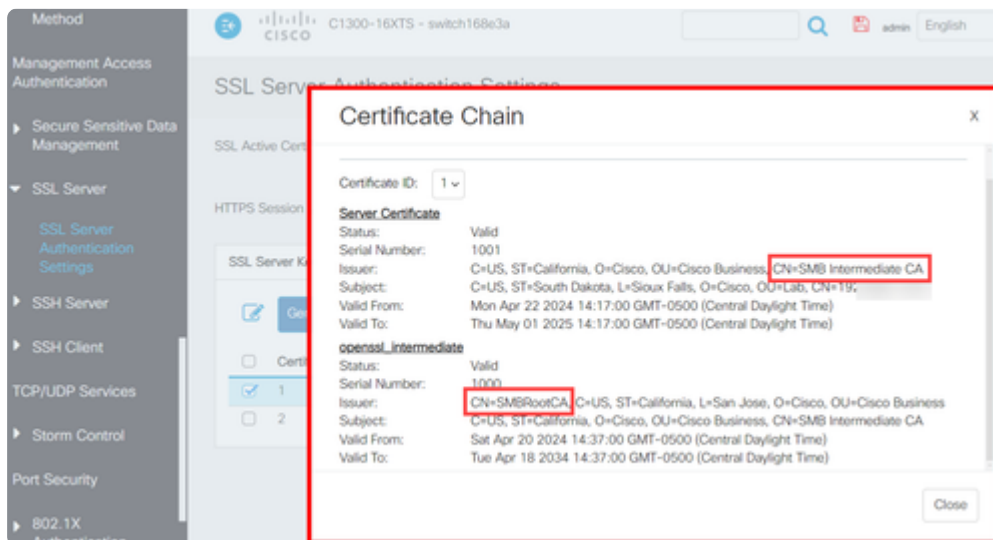 Method
Management Access
Authentication
Secure Sensitive Data
Management
SSL Server
SSL Server
Authentication
Settings
SSH Server
SSH Client
TCP/UDP Services
Storm Control
Port Security
802.1X
CISCO
C1300-16XTS - switch168e3a
admin
English
SSL Server Authentication Settings
SSL Active Cert
HTTPS Session
SSL Server K
Ge
Certi
1
2
Certificate Chain
X
Certificate ID: 1
Server Certificate
Status: Valid
Serial Number: 1001
Issuer: C=US, ST=California, O=Cisco, OU=Cisco Business, CN=SMB Intermediate CA
Subject: C=US, ST=South Dakota, L=Sioux Falls, O=Cisco, OU=Lab, CN=192
Valid From: Mon Apr 22 2024 14:17:00 GMT-0500 (Central Daylight Time)
Valid To: Thu May 01 2025 14:17:00 GMT-0500 (Central Daylight Time)
openssl_intermediate
Status: Valid
Serial Number: 1000
Issuer: CN=SMBRootCA, C=US, ST=California, L=San Jose, O=Cisco, OU=Cisco Business
Subject: C=US, ST=California, O=Cisco, OU=Cisco Business, CN=SMB Intermediate CA
Valid From: Sat Apr 20 2024 14:37:00 GMT-0500 (Central Daylight Time)
Valid To: Tue Apr 18 2034 14:37:00 GMT-0500 (Central Daylight Time)
Close